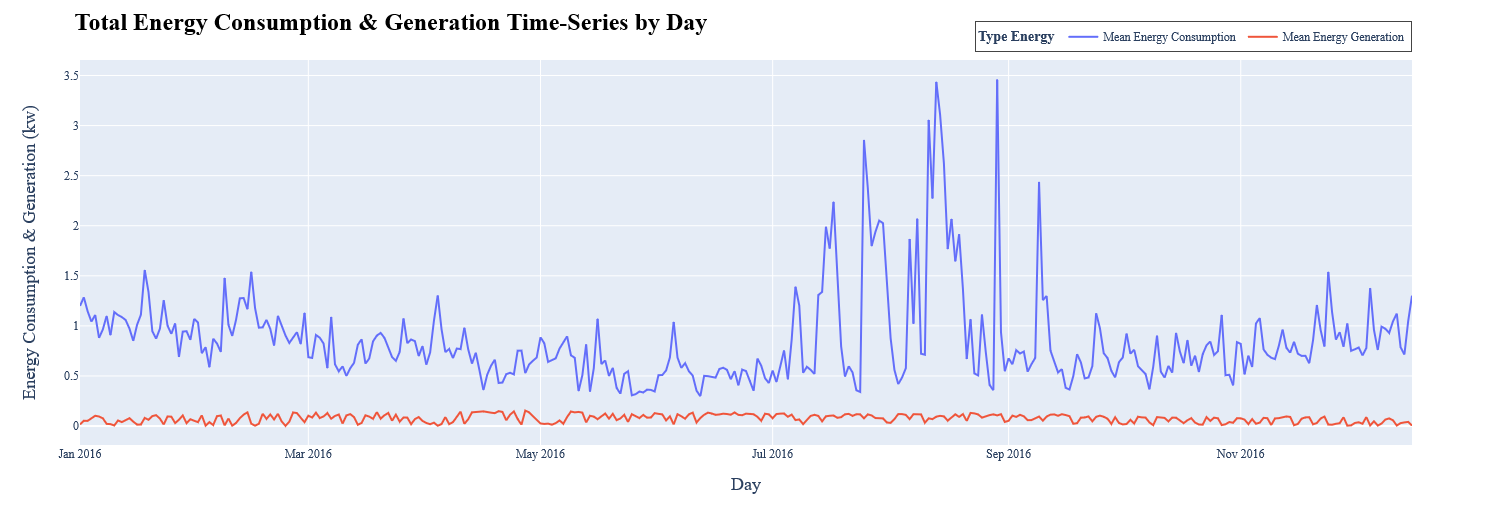 Total Energy Consumption & Generation Time-Series by Day
Type Energy
Mean Energy Consumption
Mean Energy Generation
Energy Consumption & Generation (kw)
3.5
3
2.5
2
1.5
1
0.5
0
Jan 2016
Mar 2016
May 2016
Jul 2016
Sep 2016
Nov 2016
Day